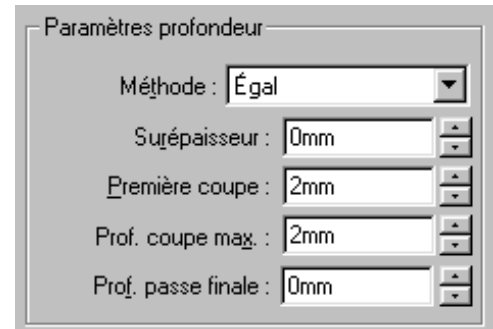 Paramètres profondeur
Méthode : Égal
Surépaisseur : 0mm
Première coupe : 2mm
Prof. coupe max. : 2mm
Prof. passe finale : 0mm